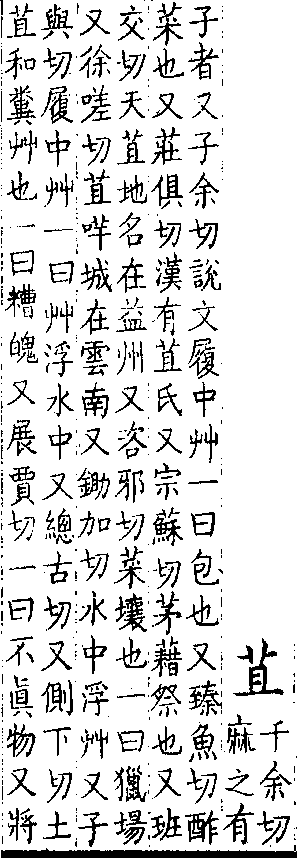 苴
千余切
麻之有
子者又子余切說文履中艸一曰包也又臻魚切酢
菜也又莊俱切漢有苴氏又宗蘇切茅藉祭也又班
交切天苴地名在益州又咨邪切菜壤也一曰獵場
又徐嗟切苴咩城在雲南又鋤加切水中浮艸又子
與切履中艸一曰艸浮水中又總古切又側下切土
苴和糞艸也一曰糟魄又展賈切一曰不眞物又將